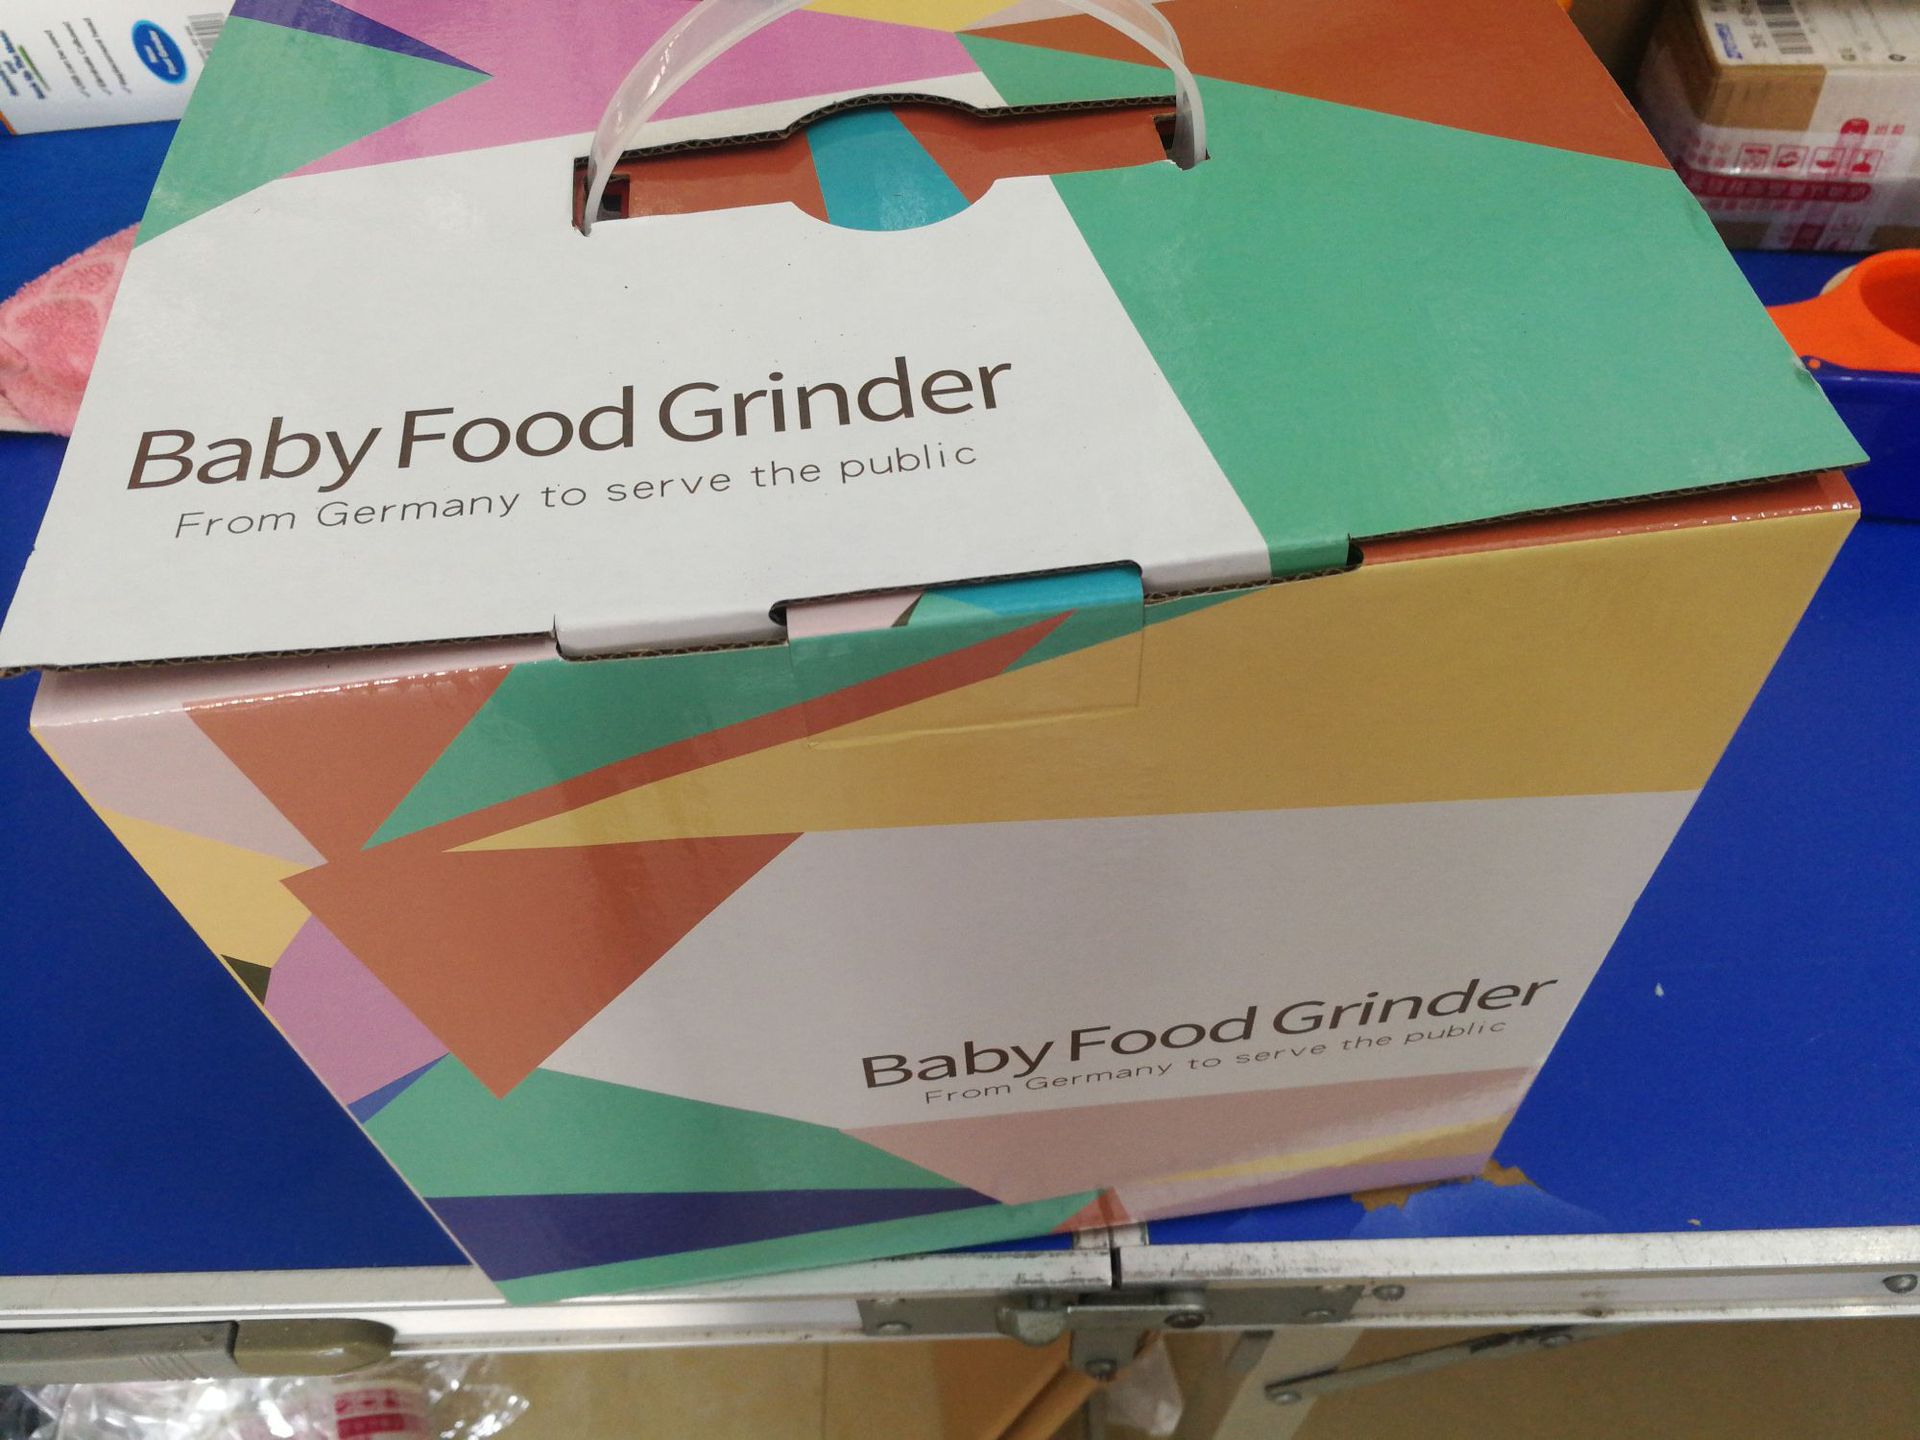 Baby Food Grinder
From Germany to serve the public
Baby Food Grinder
From Germany to serve the public